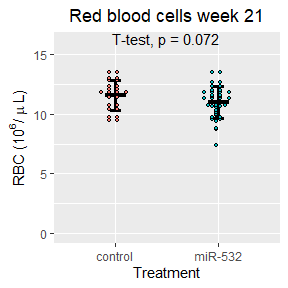 Red blood cells week 21
T-test, p = 0.072
RBC (10⁶/ μ L)
15
10
5
0
control miR-532
Treatment